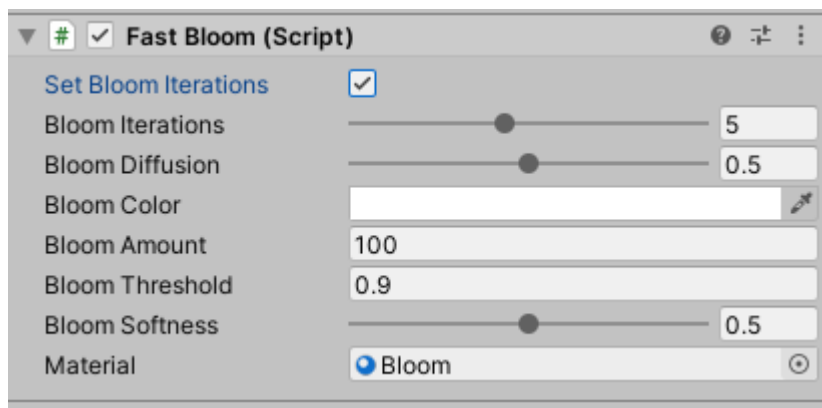 # Fast Bloom (Script)
Set Bloom Iterations
Bloom Iterations 5
Bloom Diffusion 0.5
Bloom Color
Bloom Amount 100
Bloom Threshold 0.9
Bloom Softness 0.5
Material Bloom